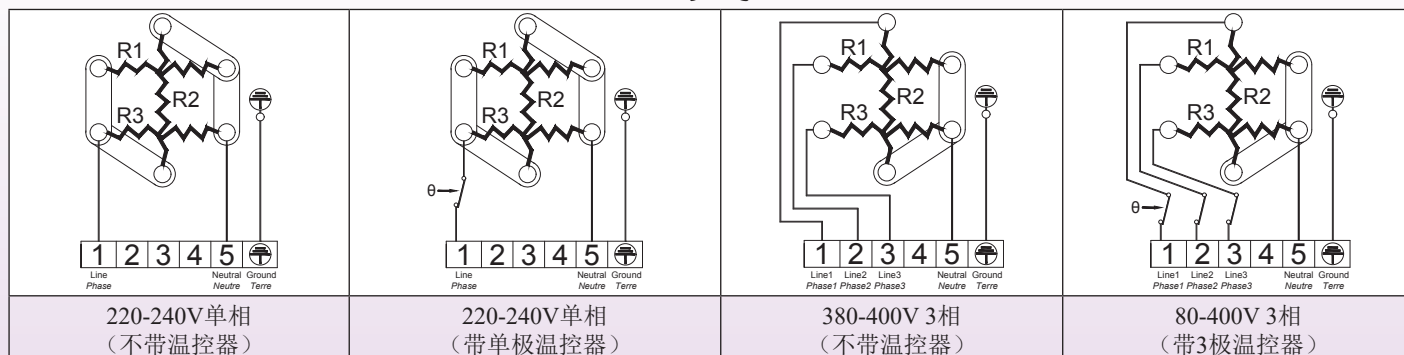 R1
R2
R3
1 2 3 4 5
Line Neutral Ground
Phase Neutre Terre
220-240V单相
（不带温控器）
R1
R2
R3
θ
1 2 3 4 5
Line Neutral Ground
Phase Neutre Terre
220-240V单相
（带单极温控器）
R1
R2
R3
1 2 3 4 5
Line1 Line2 Line3 Neutral Ground
Phase1 Phase2 Phase3 Neutre Terre
380-400V 3相
（不带温控器）
R1
R2
R3
θ
1 2 3 4 5
Line1 Line2 Line3 Neutral Ground
Phase1 Phase2 Phase3 Neutre Terre
80-400V 3相
（带3极温控器）